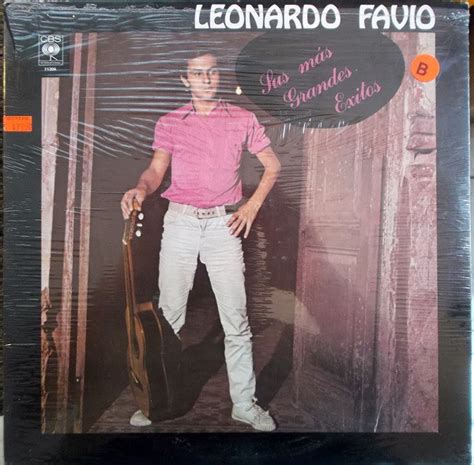 LEONARDO FAVIO
CBS
Sus más
Grandes
Exitos
B